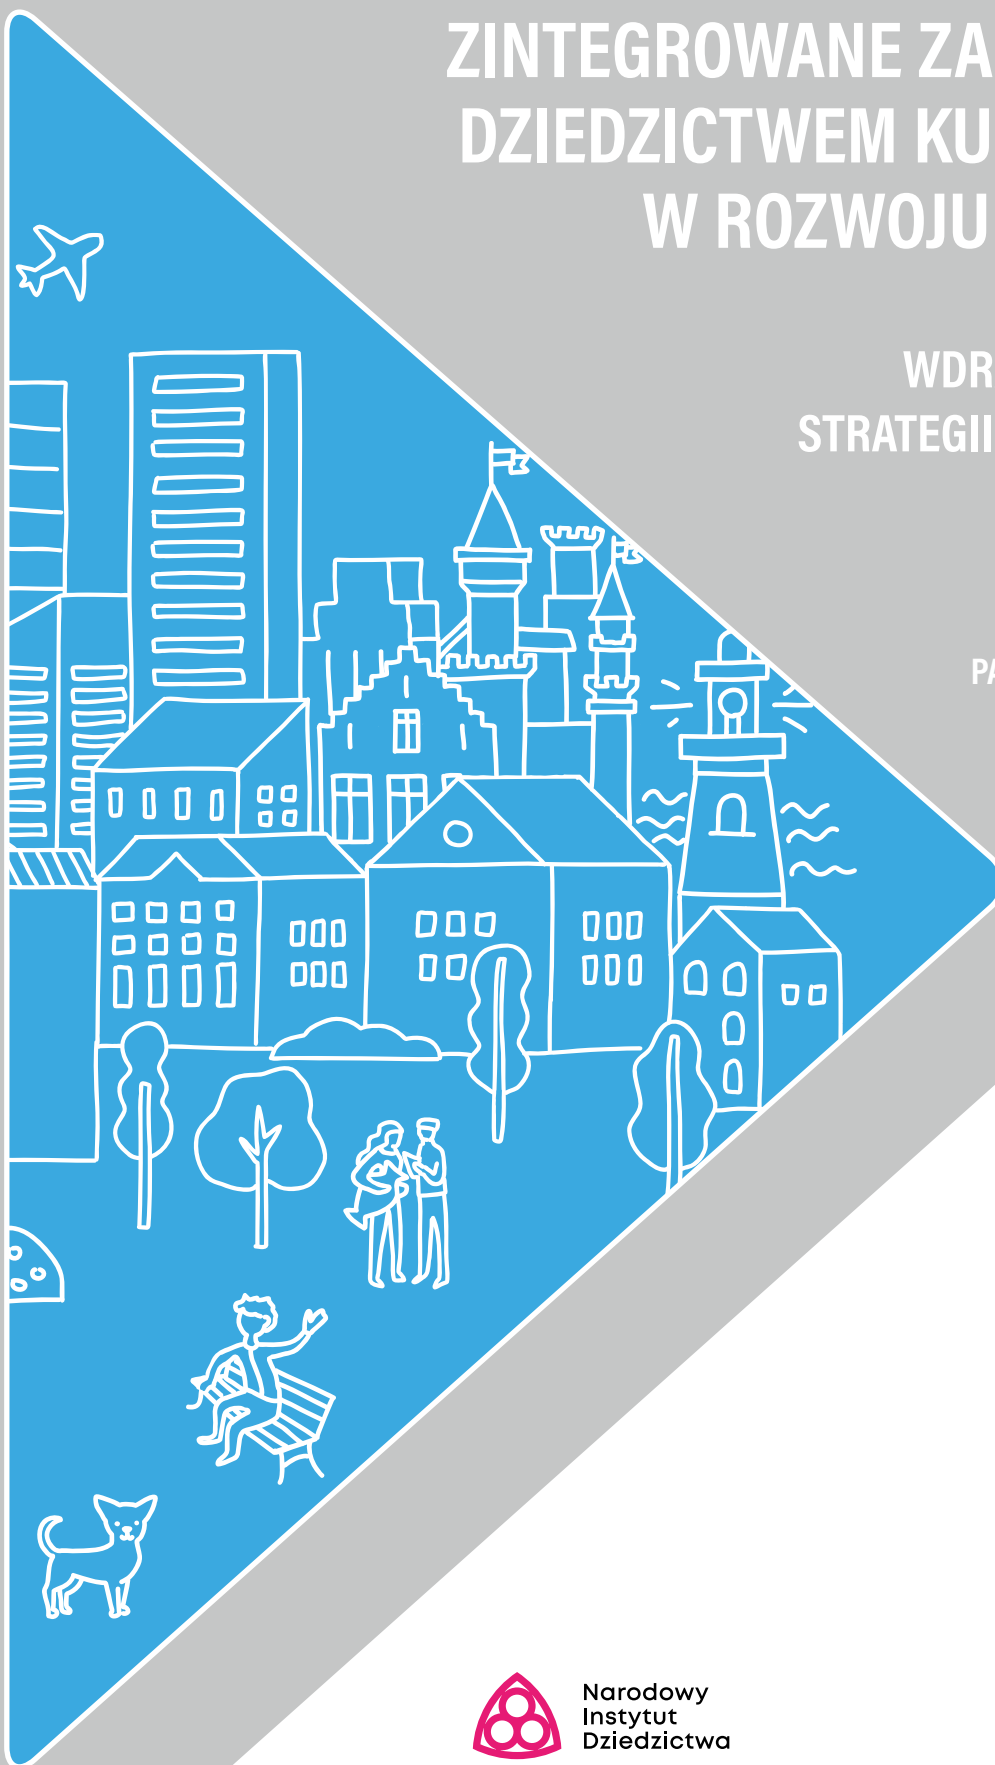 ZINTEGROWANE ZA
DZIEDZICTWEM KU
W ROZWOJU
WDR
STRATEGII
PA
Narodowy
Instytut
Dziedzictwa